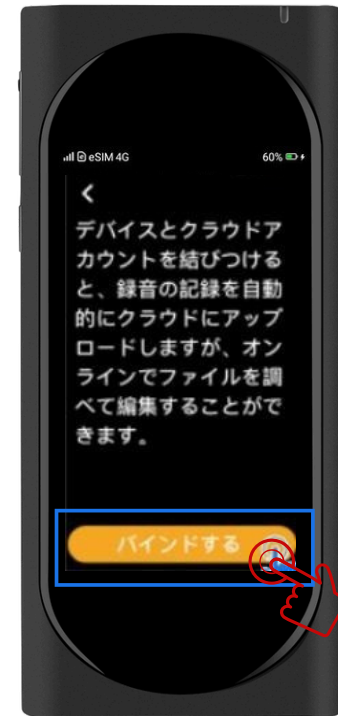 eSIM 4G 60%
デバイスとクラウドア
カウントを結びつける
と、録音の記録を自動
的にクラウドにアップ
ロードしますが、オン
ラインでファイルを調
べて編集することがで
きます。
バインドする